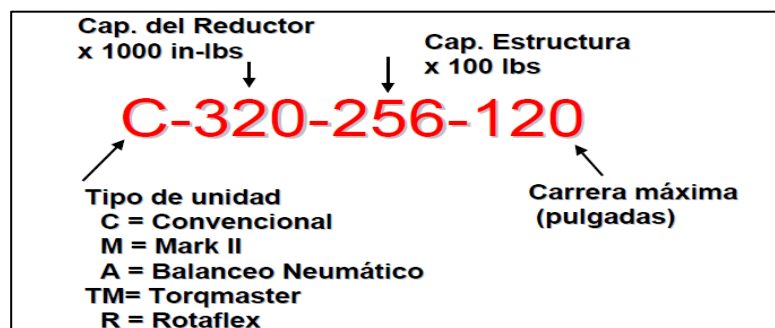 Cap. del Reductor
x 1000 in-lbs
Cap. Estructura
x 100 lbs
C-320-256-120
Tipo de unidad
C = Convencional
M = Mark II
A = Balanceo Neumático
TM= Torqmaster
R = Rotaflex
Carrera máxima
(pulgadas)